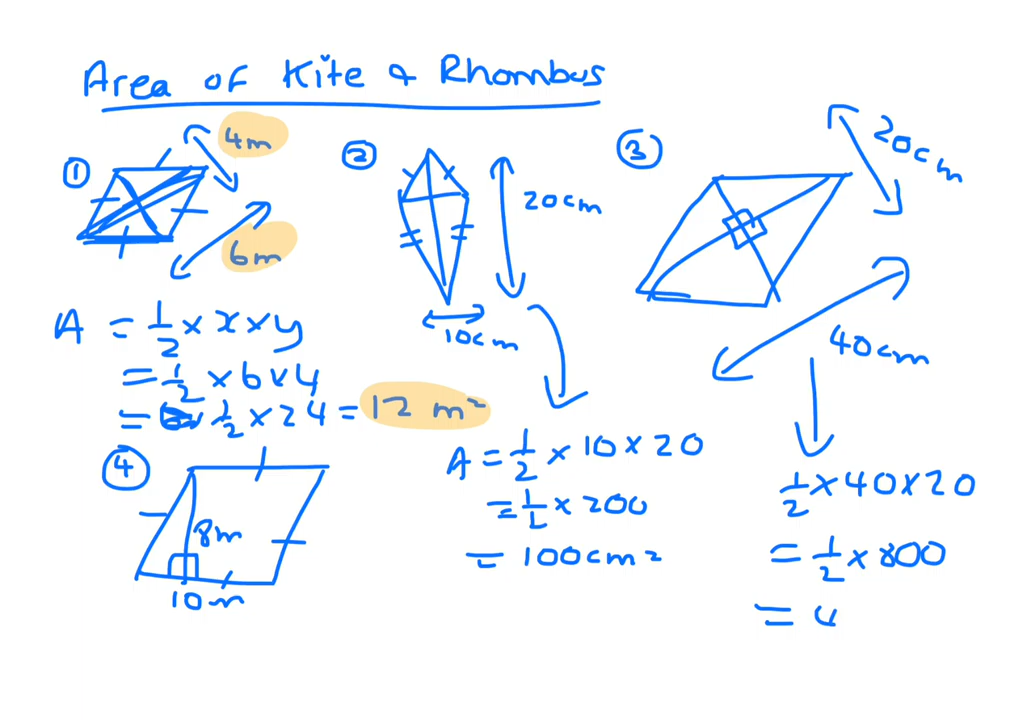 Area of Kite & Rhombus
① 4m
6m
A = 1/2 × x × y
= 1/2 × 6 × 4
= 1/2 × 24 = 12 m²
② 20cm
10cm
A = 1/2 × 10 × 20
= 1/2 × 200
= 100cm²
③ 20cm
40cm
1/2 × 40 × 20
= 1/2 × 800
= 4
④ 8m
10m